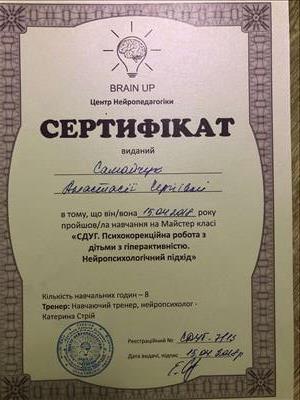 BRAIN UP
Центр Нейропедагогіки
СЕРТИФІКАТ
виданий
Самойчук
Анастасії Сергіївні
в тому, що він/вона 15.04.2018 року
пройшов/ла навчання на Майстер класі
«СДУГ. Психокорекційна робота з
дітьми з гіперактивністю.
Нейропсихологічний підхід»
Кількість навчальних годин – 8
Тренер: Навчаючий тренер, нейропсихолог -
Катерина Стрій
Реєстраційний №
Дата видачі, підпис 15.04.2018р